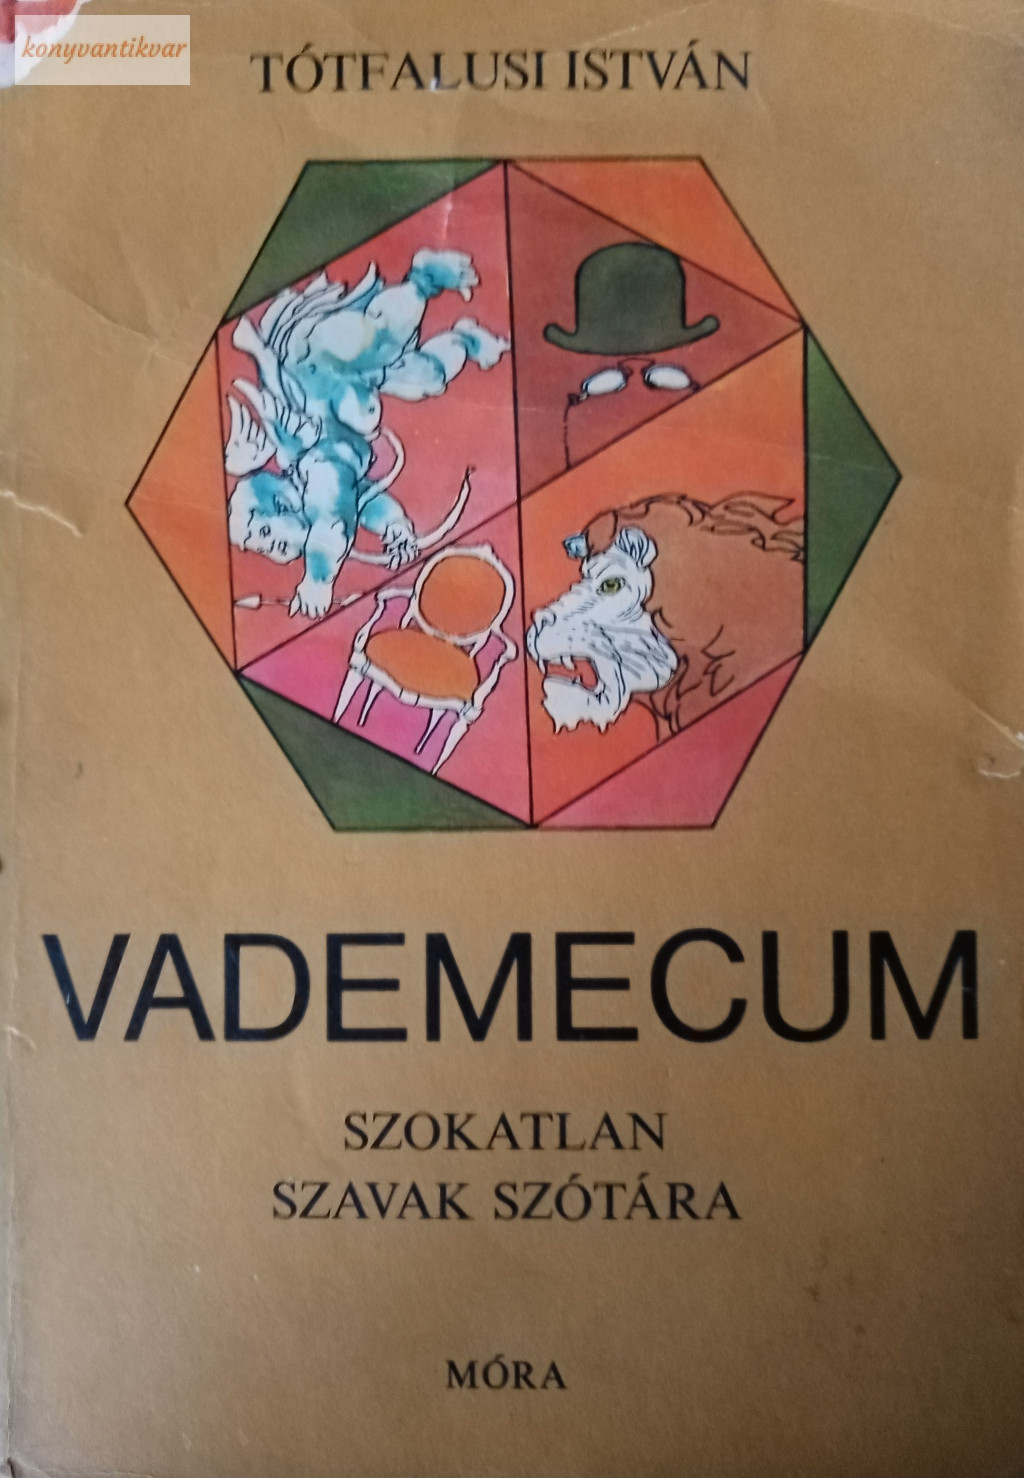 konyvantikvar
TÓTFALUSI ISTVÁN
VADEMECUM
SZOKATLAN
SZAVAK SZÓTÁRA
MÓRA